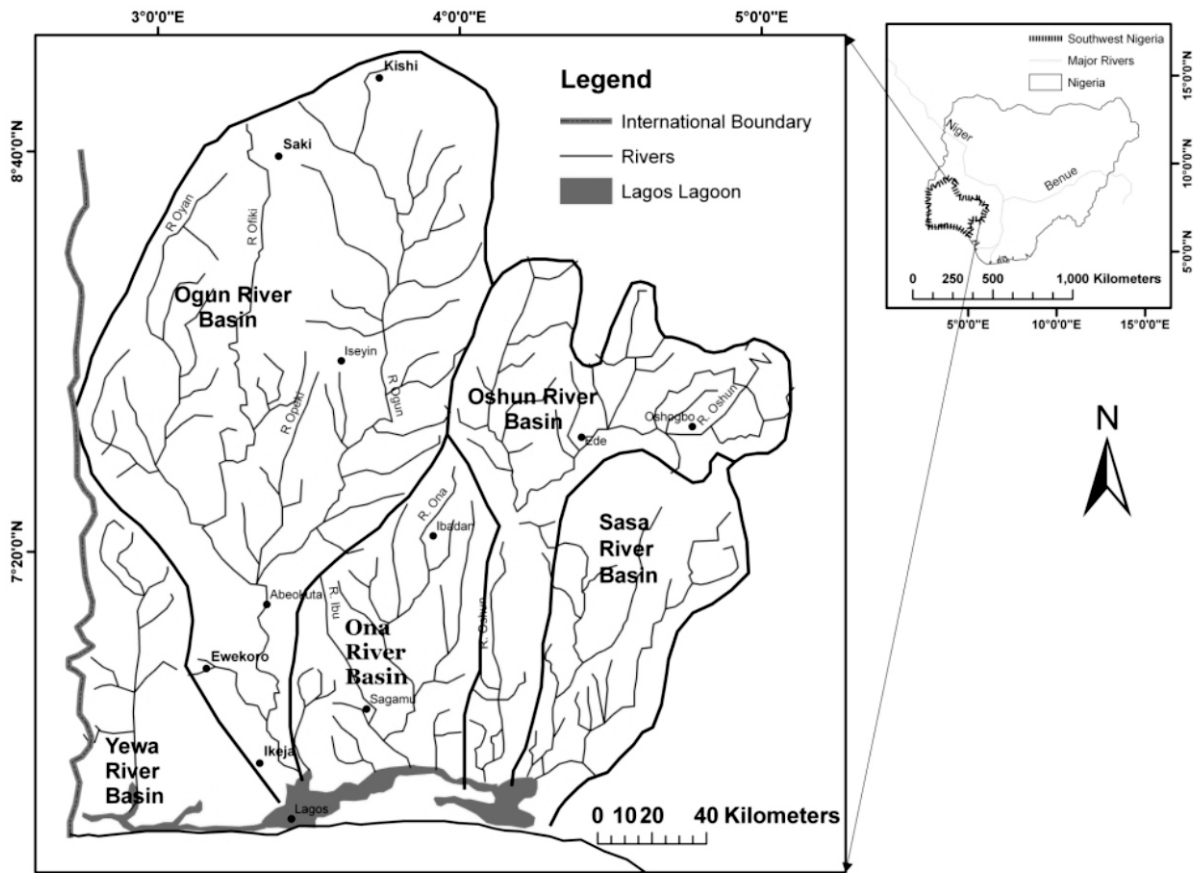 3°0'0"E
4°0'0"E
5°0'0"E
8°40'0"N
7°20'0"N
Kishi
Saki
R Oyan
R Ofiki
Ogun River
Basin
Iseyin
R Opeki
R Ogun
Oshun River
Basin
Oshogbo
R. Oshun
Ede
R. Ona
Ibadan
Sasa
River
Basin
Abeokuta
R. Ibu
Ona
River
Basin
R. Oshun
Ewekoro
Sagamu
Ikeja
Yewa
River
Basin
Lagos
Legend
International Boundary
Rivers
Lagos Lagoon
0 10 20 40 Kilometers
Southwest Nigeria
Major Rivers
Nigeria
Niger
Benue
0 250 500 1,000 Kilometers
15°0'0"N
10°0'0"N
5°0'0"N
5°0'0"E
10°0'0"E
15°0'0"E
N